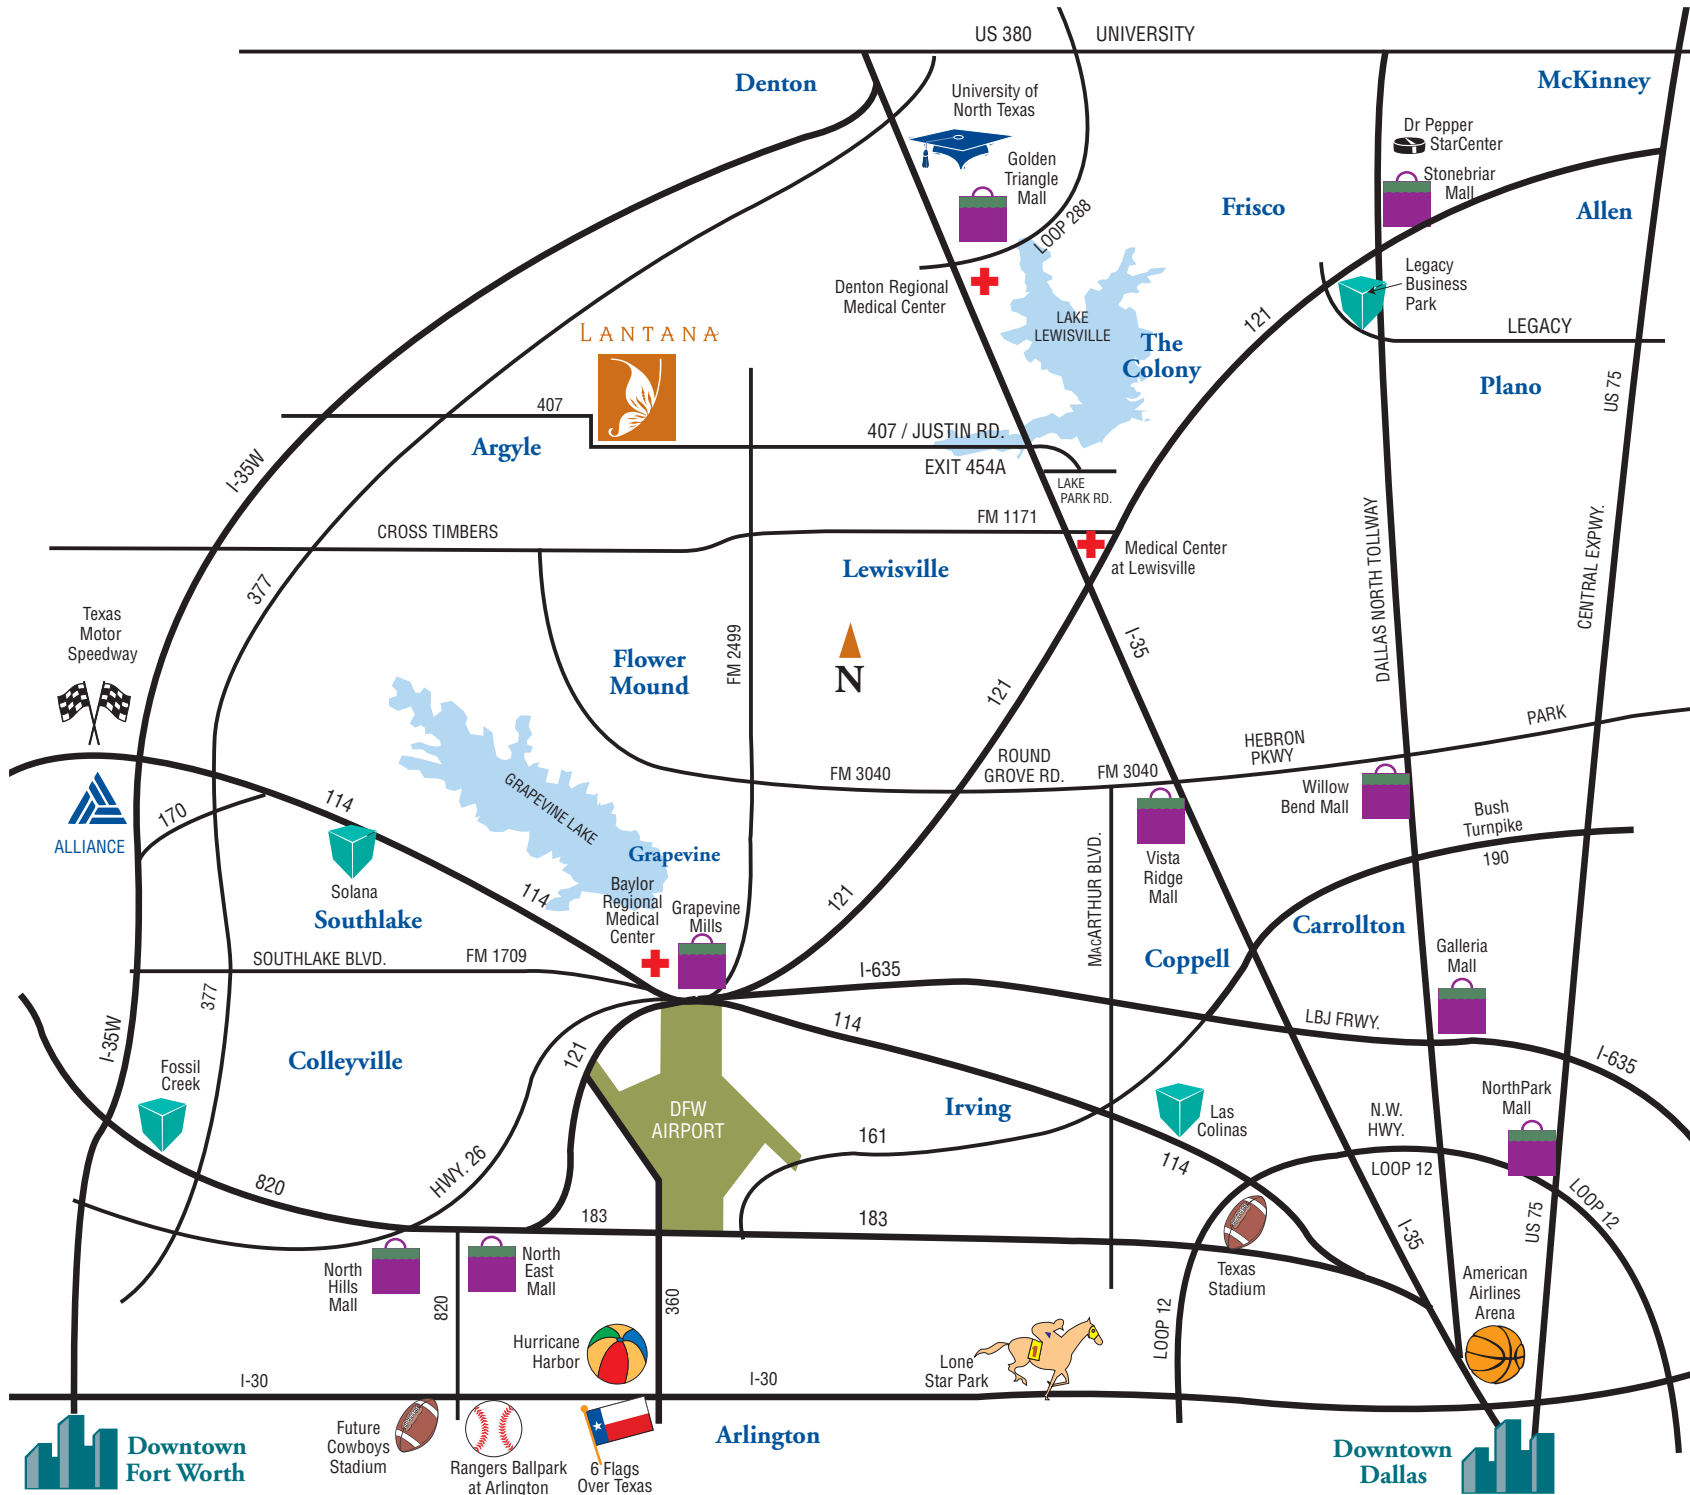 US 380
UNIVERSITY
Denton
McKinney
University of
North Texas
Dr Pepper
StarCenter
Golden
Triangle
Mall
Stonebriar
Mall
Frisco
Allen
LOOP 288
Denton Regional
Medical Center
Legacy
Business
Park
LANTANA
LAKE
LEWISVILLE
The
Colony
121
LEGACY
Plano
US 75
407
Argyle
407 / JUSTIN RD.
EXIT 454A
LAKE
PARK RD.
I-35W
CROSS TIMBERS
FM 1171
Medical Center
at Lewisville
Lewisville
DALLAS NORTH TOLLWAY
CENTRAL EXPWY.
377
Texas
Motor
Speedway
Flower
Mound
FM 2499
N
I-35
121
PARK
HEBRON
PKWY
ROUND
GROVE RD.
FM 3040
FM 3040
GRAPEVINE LAKE
Willow
Bend Mall
Bush
Turnpike
190
170
114
ALLIANCE
Solana
Southlake
114
Grapevine
Baylor
Regional
Medical
Center
Grapevine
Mills
121
MACARTHUR BLVD.
Vista
Ridge
Mall
Carrollton
Coppell
Galleria
Mall
SOUTHLAKE BLVD.
FM 1709
I-635
377
I-35W
114
LBJ FRWY.
I-635
Colleyville
121
Fossil
Creek
DFW
AIRPORT
Irving
161
Las
Colinas
N.W.
HWY.
NorthPark
Mall
LOOP 12
114
LOOP 12
820
HWY. 26
183
183
US 75
I-35
North
Hills
Mall
North
East
Mall
Texas
Stadium
American
Airlines
Arena
820
360
LOOP 12
Hurricane
Harbor
Lone
Star Park
I-30
I-30
Future
Cowboys
Stadium
Rangers Ballpark
at Arlington
6 Flags
Over Texas
Arlington
Downtown
Fort Worth
Downtown
Dallas